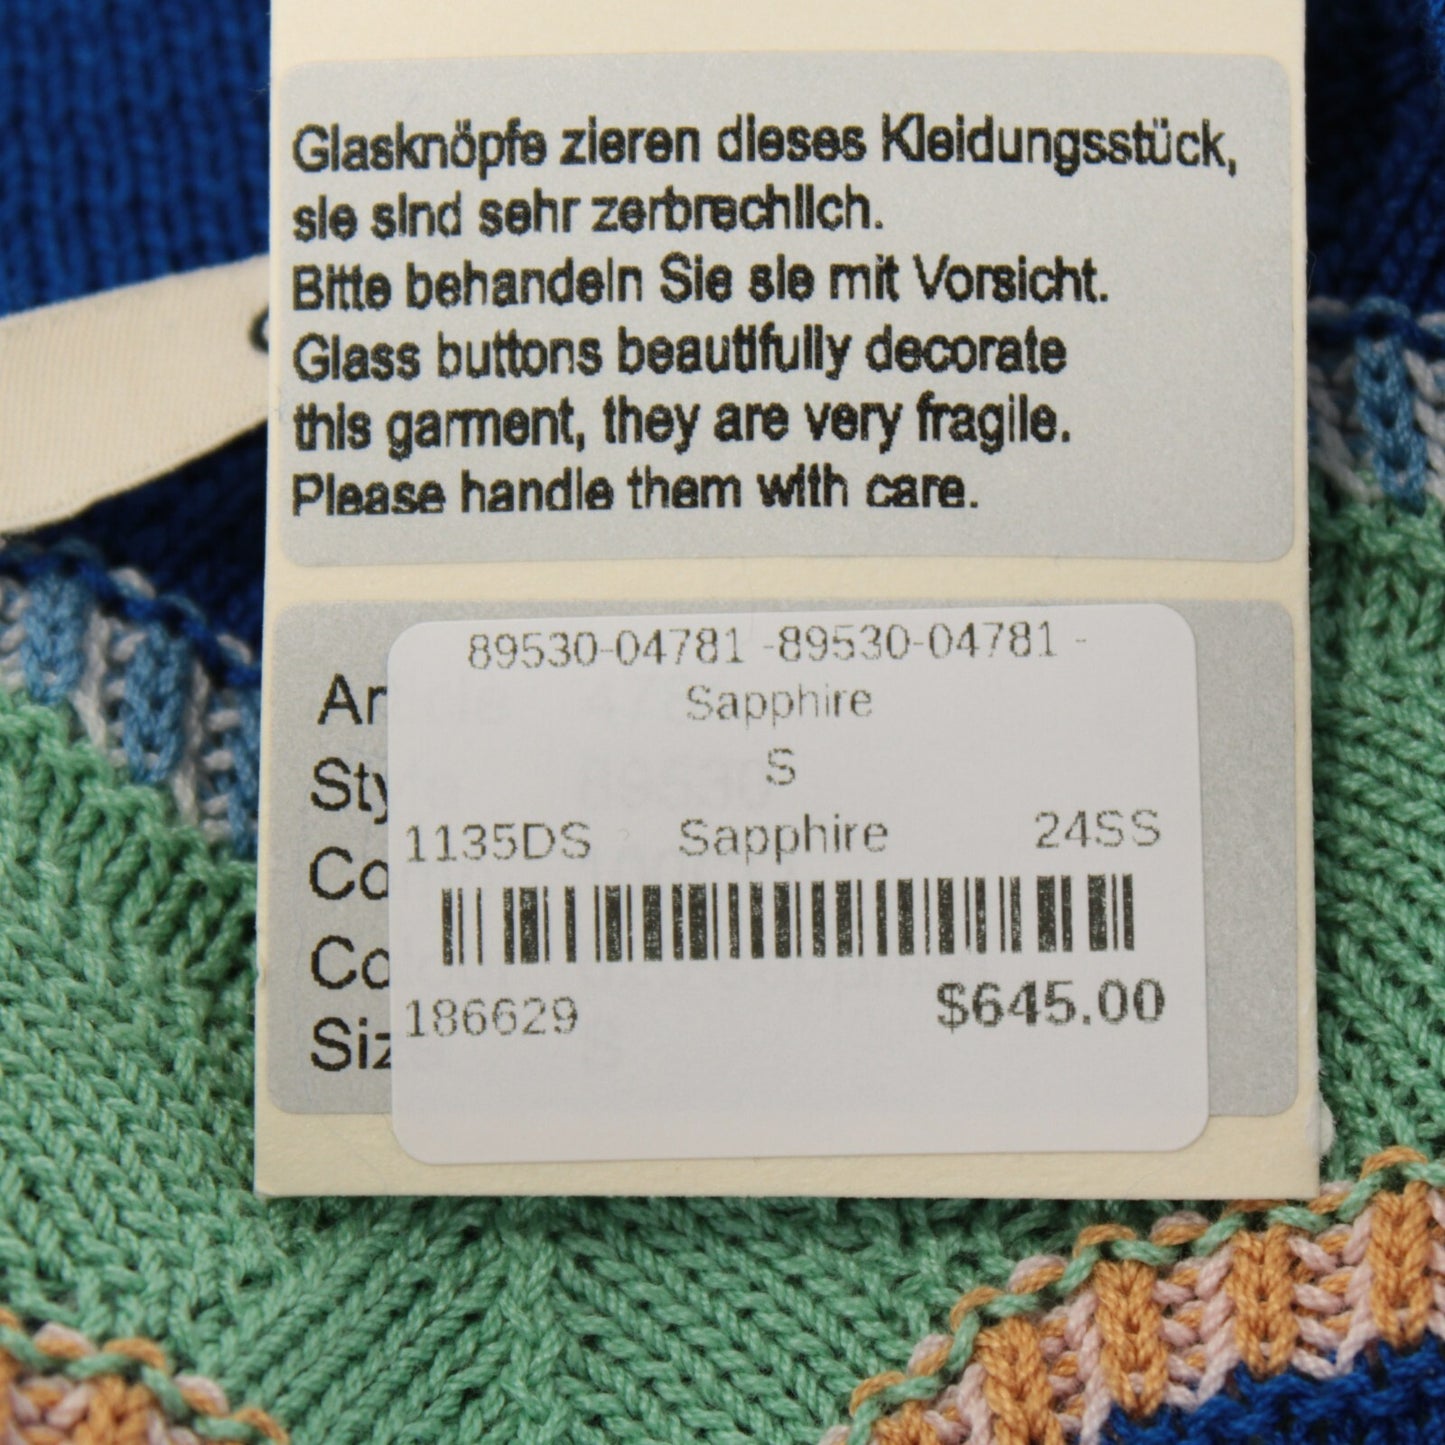 Glasknöpfe zieren dieses Kleidungsstück,
sie sind sehr zerbrechlich.
Bitte behandeln Sie sie mit Vorsicht.
Glass buttons beautifully decorate
this garment, they are very fragile.
Please handle them with care.
89530-04781 -89530-04781 -
Sapphire
S
1135DS Sapphire 24SS
186629 $645.00